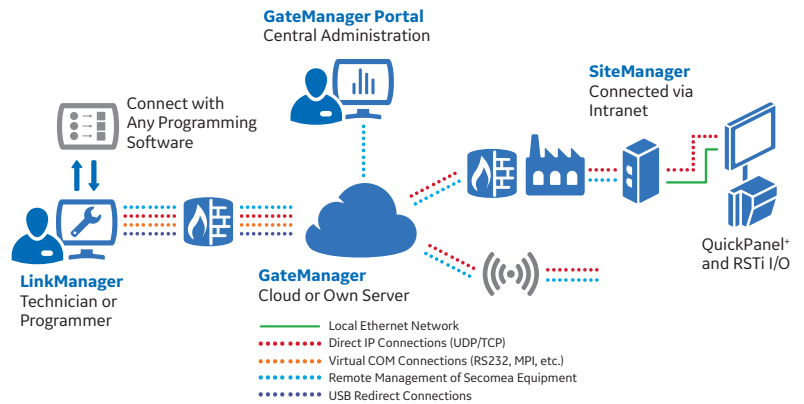 GateManager Portal
Central Administration
SiteManager
Connected via
Intranet
Connect with
Any Programming
Software
LinkManager
Technician or
Programmer
GateManager
Cloud or Own Server
QuickPanel+
and RSTi I/O
Local Ethernet Network
Direct IP Connections (UDP/TCP)
Virtual COM Connections (RS232, MPI, etc.)
Remote Management of Secomea Equipment
USB Redirect Connections